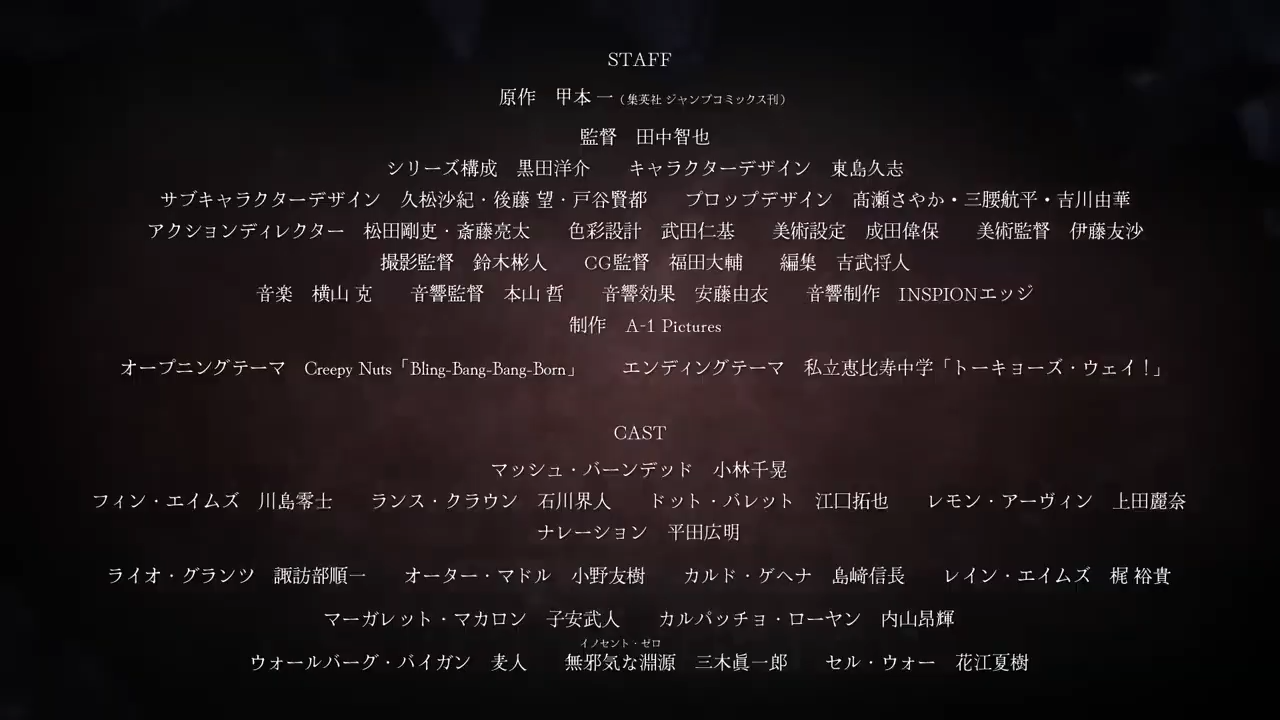 STAFF
原作　甲本 一（集英社 ジャンプコミックス刊）
監督　田中智也
シリーズ構成　黒田洋介　　キャラクターデザイン　東島久志
サブキャラクターデザイン　久松沙紀・後藤 望・戸谷賢都　　プロップデザイン　髙瀬さやか・三腰航平・吉川由華
アクションディレクター　松田剛吏・斎藤亮太　　色彩設計　武田仁基　　美術設定　成田偉保　　美術監督　伊藤友沙
撮影監督　鈴木彬人　　CG監督　福田大輔　　編集　吉武将人
音楽　横山 克　　音響監督　本山 哲　　音響効果　安藤由衣　　音響制作　INSPIONエッジ
制作　A-1 Pictures
オープニングテーマ　Creepy Nuts「Bling-Bang-Bang-Born」　　エンディングテーマ　私立恵比寿中学「トーキョーズ・ウェイ！」
CAST
マッシュ・バーンデッド　小林千晃
フィン・エイムズ　川島零士　　ランス・クラウン　石川界人　　ドット・バレット　江口拓也　　レモン・アーヴィン　上田麗奈
ナレーション　平田広明
ライオ・グランツ　諏訪部順一　　オーター・マドル　小野友樹　　カルド・ゲヘナ　島﨑信長　　レイン・エイムズ　梶 裕貴
マーガレット・マカロン　子安武人　　カルパッチョ・ローヤン　内山昂輝
イノセント・ゼロ
ウォールバーグ・バイガン　麦人　　無邪気な淵源　三木眞一郎　　セル・ウォー　花江夏樹